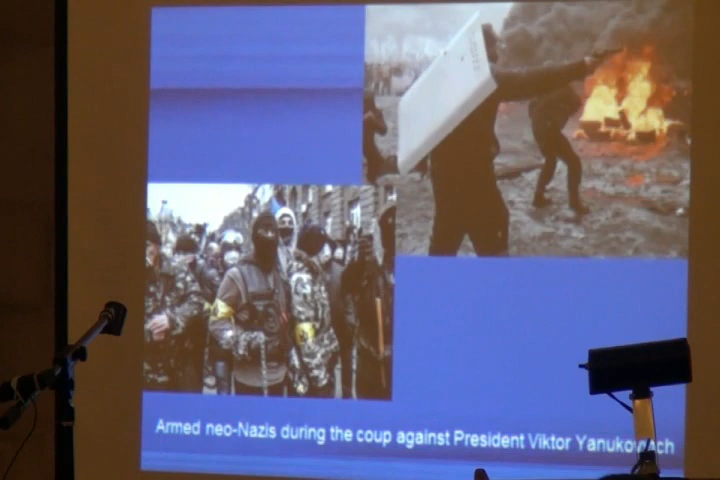 Armed neo-Nazis during the coup against President Viktor Yanukovych